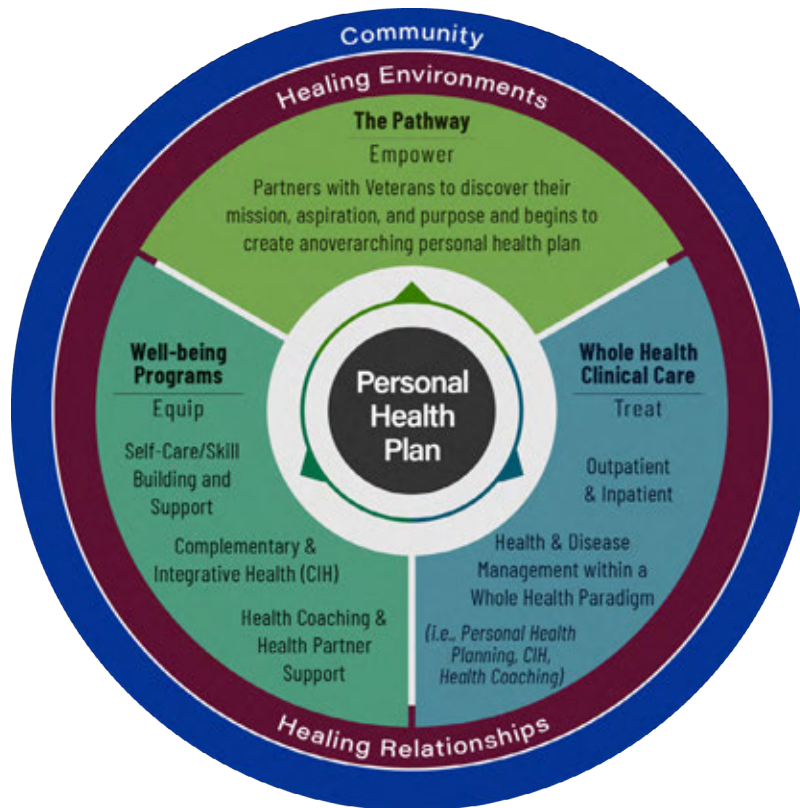 Community
Healing Environments
The Pathway
Empower
Partners with Veterans to discover their
mission, aspiration, and purpose and begins to
create anoverarching personal health plan
Well-being
Programs
Equip
Self-Care/Skill
Building and
Support
Complementary &
Integrative Health (CIH)
Health Coaching &
Health Partner
Support
Personal
Health
Plan
Whole Health
Clinical Care
Treat
Outpatient
& Inpatient
Health & Disease
Management within a
Whole Health Paradigm
(i.e., Personal Health
Planning, CIH,
Health Coaching)
Healing Relationships